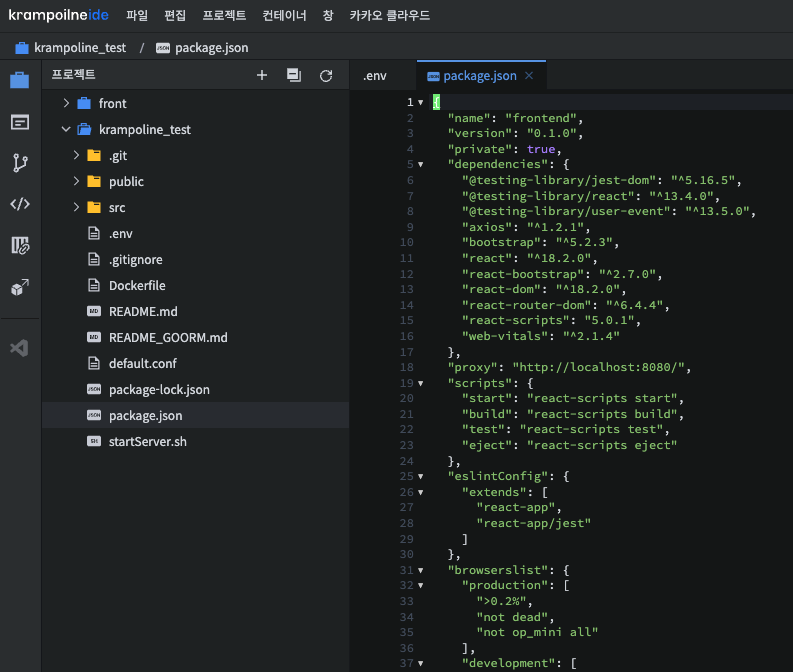 krampoilneide 파일 편집 프로젝트 컨테이너 창 카카오 클라우드
krampoline_test / JSON package.json
프로젝트
front
krampoline_test
.git
public
src
.env
.gitignore
Dockerfile
MD README.md
MD README_GOORM.md
default.conf
JSON package-lock.json
JSON package.json
SH startServer.sh
.env JSON package.json
1 {
2 "name": "frontend",
3 "version": "0.1.0",
4 "private": true,
5 "dependencies": {
6 "@testing-library/jest-dom": "^5.16.5",
7 "@testing-library/react": "^13.4.0",
8 "@testing-library/user-event": "^13.5.0",
9 "axios": "^1.2.1",
10 "bootstrap": "^5.2.3",
11 "react": "^18.2.0",
12 "react-bootstrap": "^2.7.0",
13 "react-dom": "^18.2.0",
14 "react-router-dom": "^6.4.4",
15 "react-scripts": "5.0.1",
16 "web-vitals": "^2.1.4"
17 },
18 "proxy": "http://localhost:8080/",
19 "scripts": {
20 "start": "react-scripts start",
21 "build": "react-scripts build",
22 "test": "react-scripts test",
23 "eject": "react-scripts eject"
24 },
25 "eslintConfig": {
26 "extends": [
27 "react-app",
28 "react-app/jest"
29 ]
30 },
31 "browserslist": {
32 "production": [
33 ">0.2%",
34 "not dead",
35 "not op_mini all"
36 ],
37 "development": [